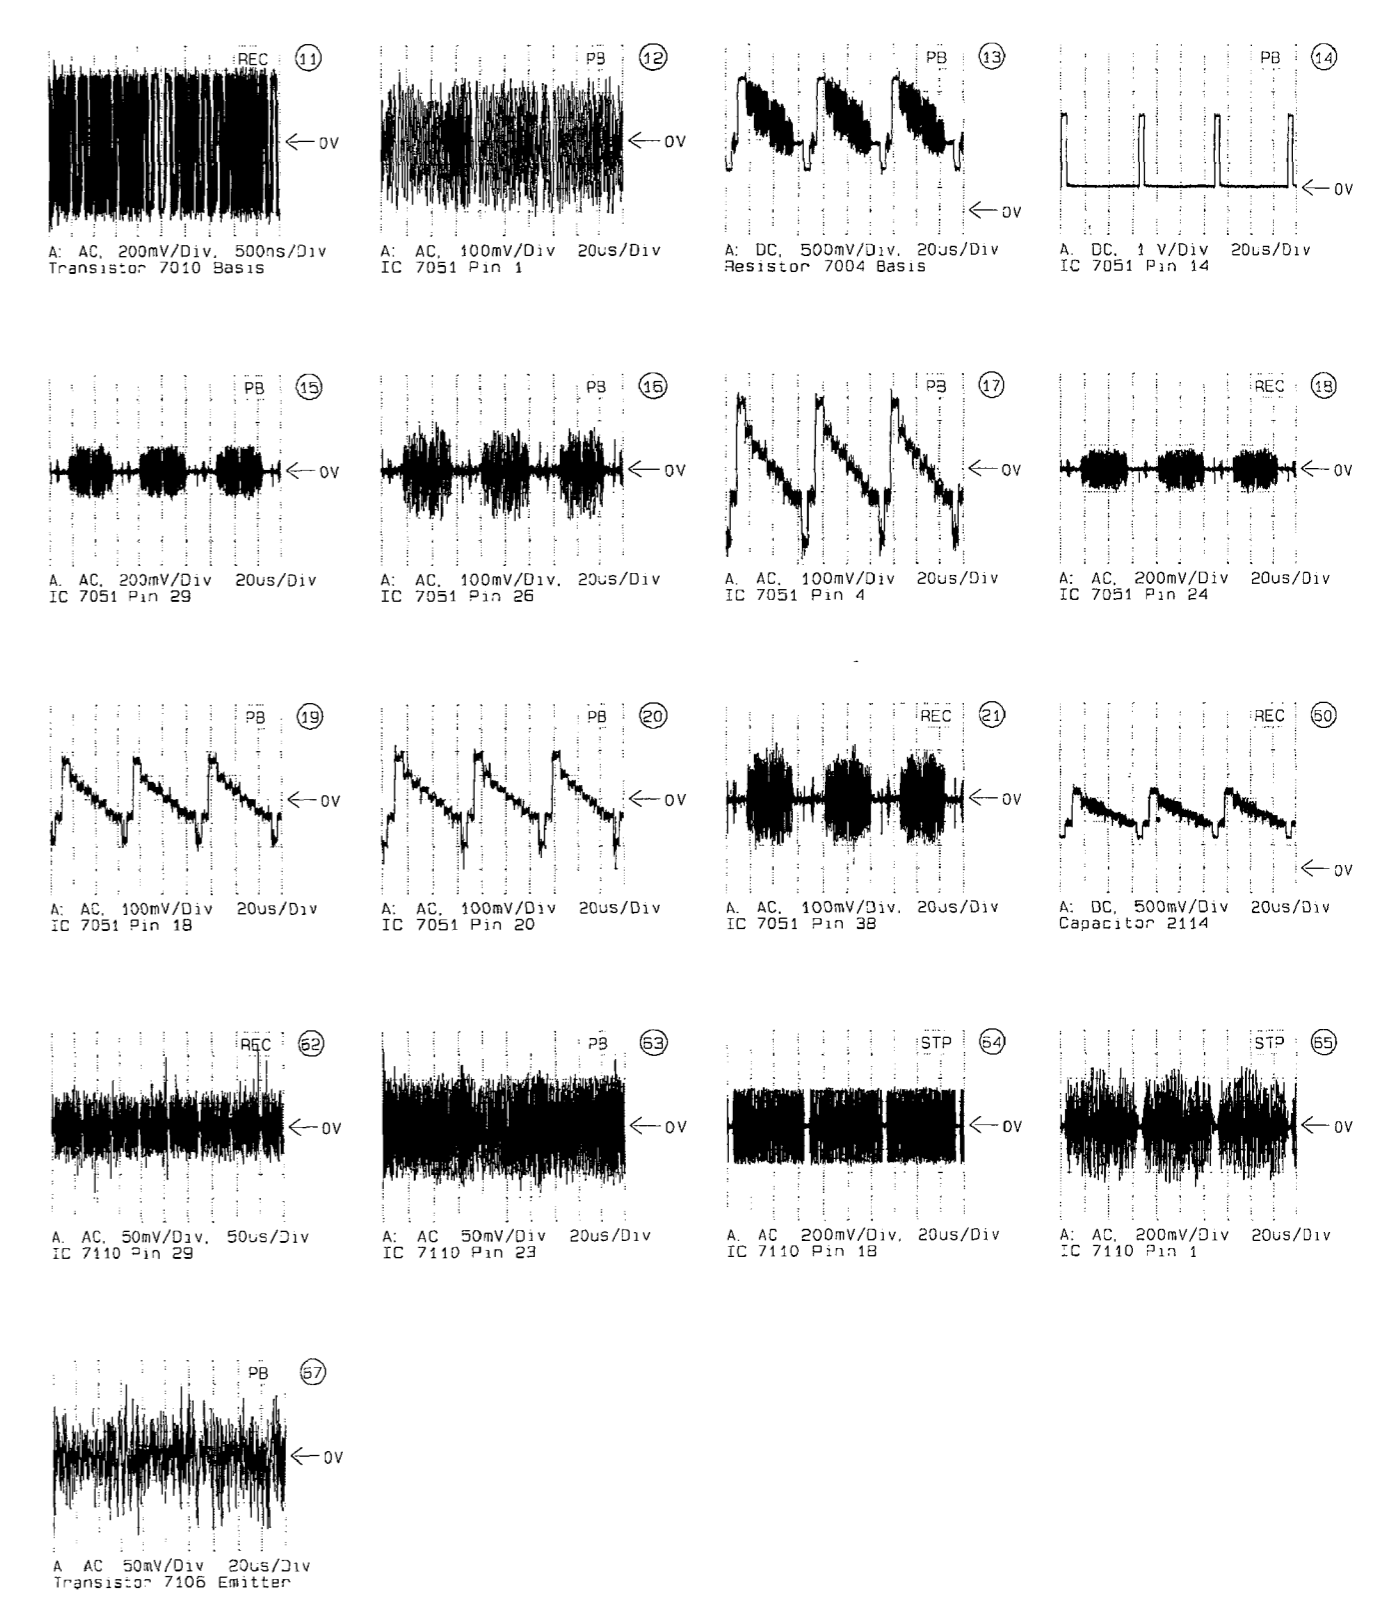 REC 11
0V
A: AC, 200mV/Div, 500ns/Div
Transistor 7010 Basis
PB 12
0V
A: AC, 100mV/Div 20us/Div
IC 7051 Pin 1
PB 13
0V
A: DC, 500mV/Div, 20us/Div
Resistor 7004 Basis
PB 14
0V
A. DC, 1 V/Div 20us/Div
IC 7051 Pin 14
PB 15
0V
A. AC, 200mV/Div 20us/Div
IC 7051 Pin 29
PB 16
0V
A: AC, 100mV/Div, 20us/Div
IC 7051 Pin 26
PB 17
0V
A. AC, 100mV/Div 20us/Div
IC 7051 Pin 4
REC 18
0V
A: AC, 200mV/Div 20us/Div
IC 7051 Pin 24
PB 19
0V
A: AC, 100mV/Div 20us/Div
IC 7051 Pin 18
PB 20
0V
A: AC, 100mV/Div 20us/Div
IC 7051 Pin 20
REC 21
0V
A. AC, 100mV/Div, 20us/Div
IC 7051 Pin 38
REC 60
0V
A: DC, 500mV/Div 20us/Div
Capacitor 2114
REC 62
0V
A. AC, 50mV/Div, 50us/Div
IC 7110 Pin 29
PB 63
0V
A: AC 50mV/Div 20us/Div
IC 7110 Pin 23
STP 64
0V
A. AC 200mV/Div, 20us/Div
IC 7110 Pin 18
STP 65
0V
A: AC, 200mV/Div 20us/Div
IC 7110 Pin 1
PB 67
0V
A AC 50mV/Div 20us/Div
Transistor 7106 Emitter